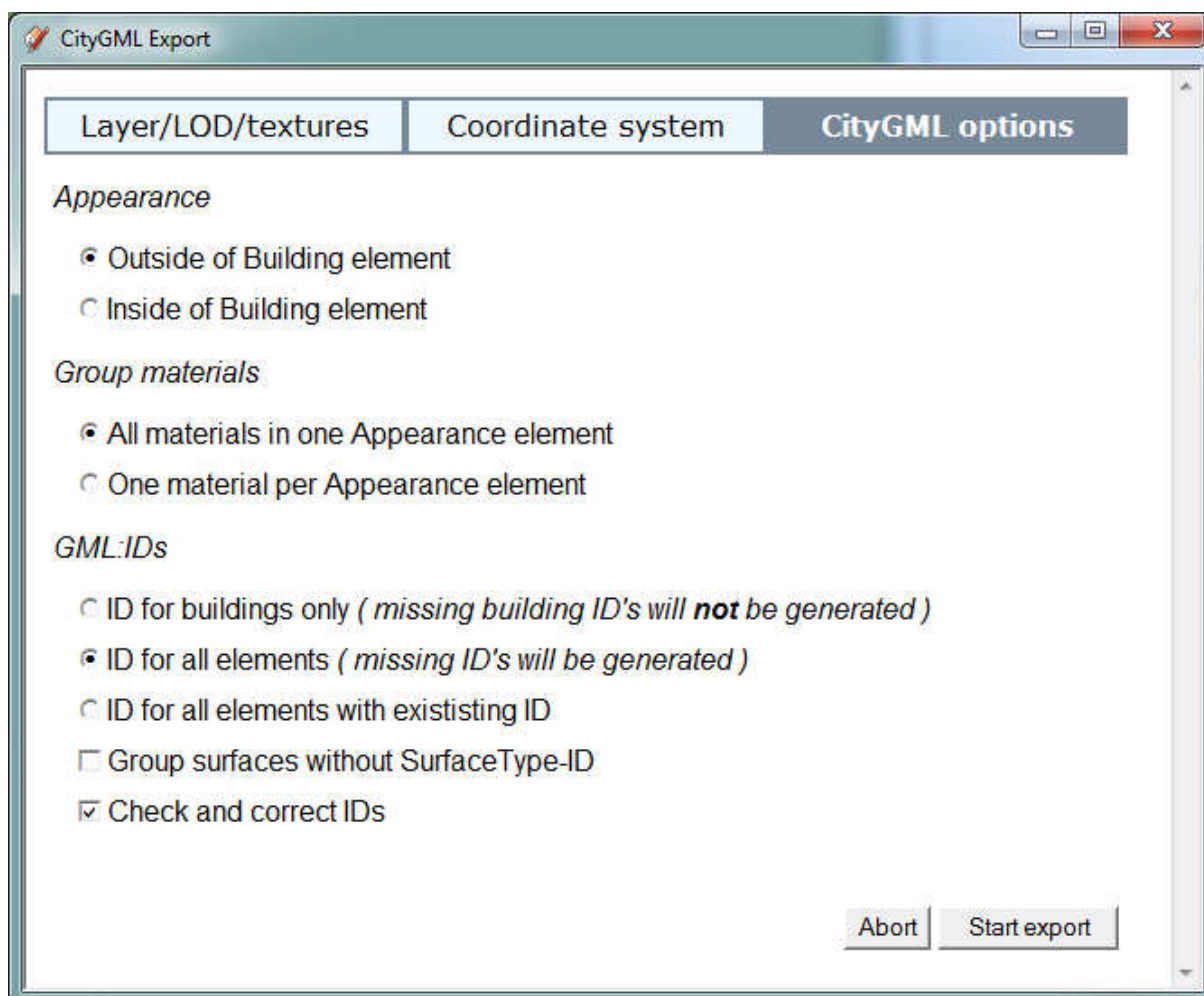 CityGML Export
Layer/LOD/textures
Coordinate system
CityGML options
Appearance
Outside of Building element
Inside of Building element
Group materials
All materials in one Appearance element
One material per Appearance element
GML:IDs
ID for buildings only ( missing building ID's will not be generated )
ID for all elements ( missing ID's will be generated )
ID for all elements with exististing ID
Group surfaces without SurfaceType-ID
Check and correct IDs
Abort
Start export